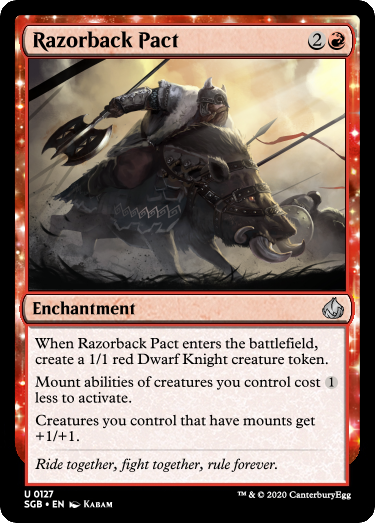 Razorback Pact 2
Enchantment
When Razorback Pact enters the battlefield,
create a 1/1 red Dwarf Knight creature token.
Mount abilities of creatures you control cost 1
less to activate.
Creatures you control that have mounts get
+1/+1.
Ride together, fight together, rule forever.
U 0127
SGB • EN KABAM
™ & © 2020 CanterburyEgg